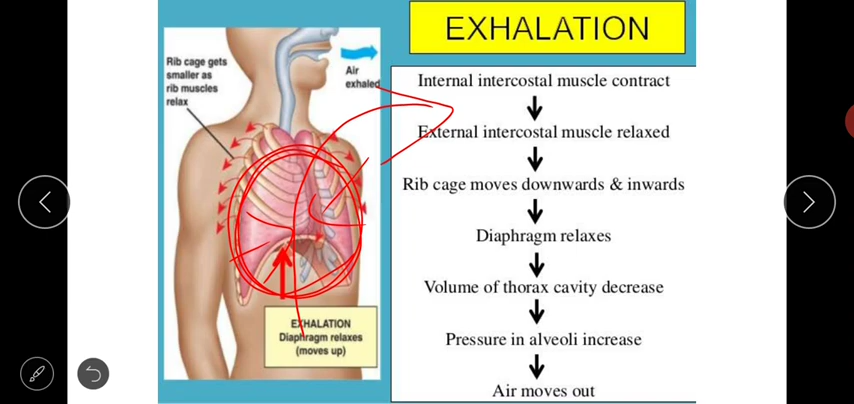 EXHALATION
Rib cage gets
smaller as
rib muscles
relax
Air
exhaled
EXHALATION
Diaphragm relaxes
(moves up)
Internal intercostal muscle contract
External intercostal muscle relaxed
Rib cage moves downwards & inwards
Diaphragm relaxes
Volume of thorax cavity decrease
Pressure in alveoli increase
Air moves out